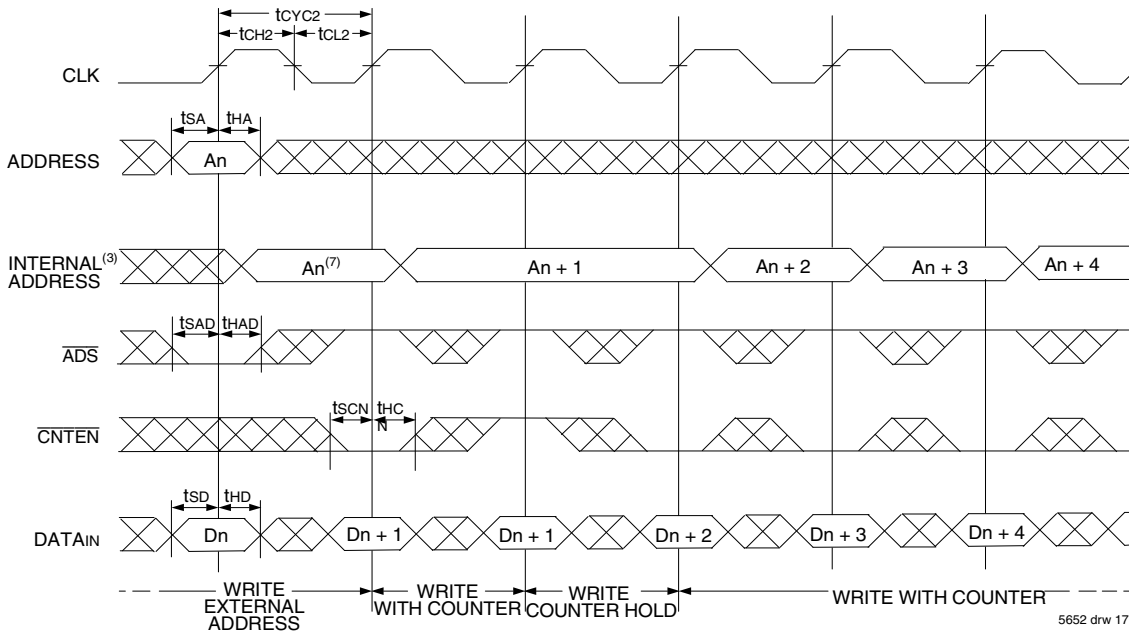 tCYC2
tCH2 tCL2
CLK
tSA tHA
ADDRESS An
INTERNAL(3)
ADDRESS An(7) An + 1 An + 2 An + 3 An + 4
tSAD tHAD
ADS
tSCN tHC
N
CNTEN
tSD tHD
DATAIN Dn Dn + 1 Dn + 1 Dn + 2 Dn + 3 Dn + 4
WRITE
EXTERNAL
ADDRESS
WRITE
WITH COUNTER
WRITE
COUNTER HOLD
WRITE WITH COUNTER
5652 drw 17